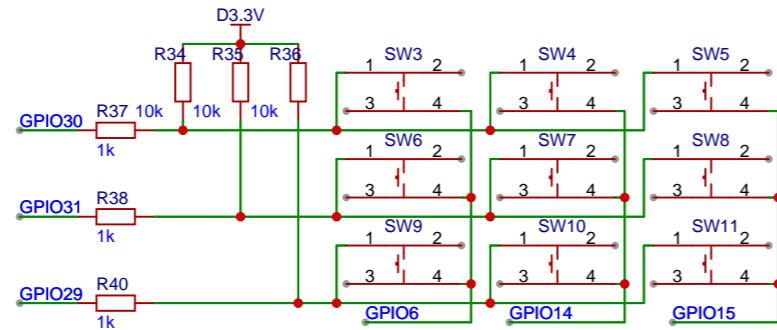 D3.3V
R34 R35 R36
SW3 SW4 SW5
1 2 1 2 1 2
R37 10k 10k 10k
3 4 3 4 3 4
GPIO30
1k
SW6 SW7 SW8
1 2 1 2 1 2
R38
3 4 3 4 3 4
GPIO31
1k
SW9 SW10 SW11
1 2 1 2 1 2
R40
3 4 3 4 3 4
GPIO29
1k
GPIO6 GPIO14 GPIO15